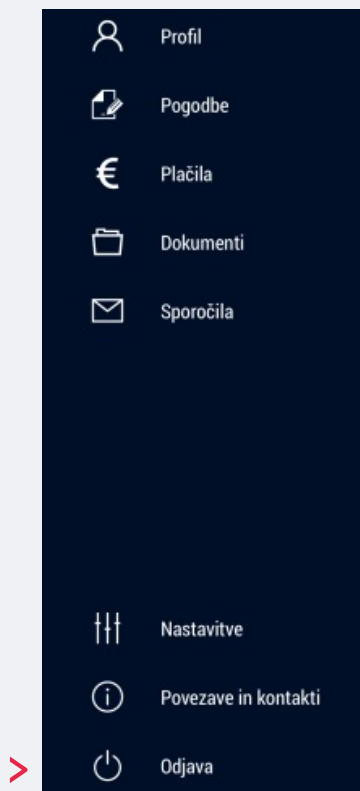 Profil
Pogodbe
Plačila
Dokumenti
Sporočila
Nastavitve
Povezave in kontakti
Odjava